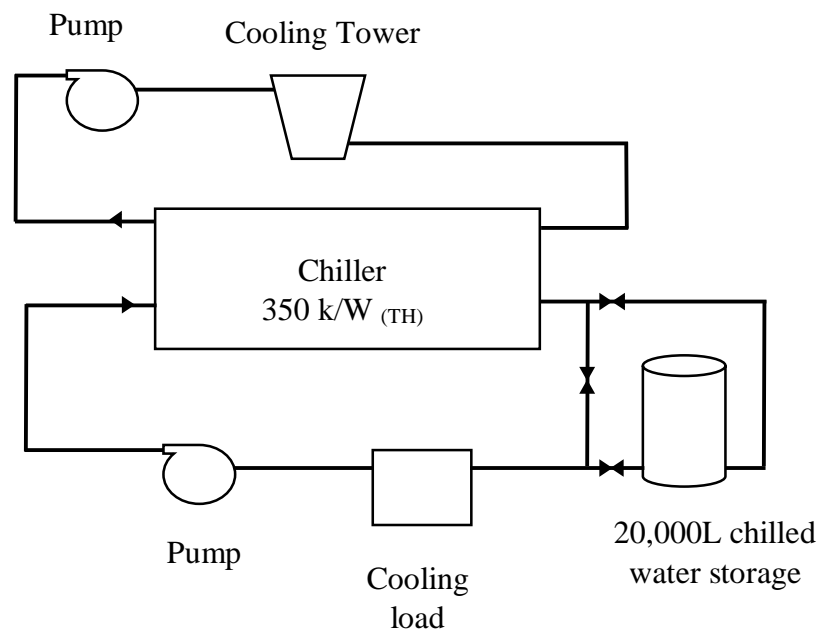 Pump
Cooling Tower
Chiller
350 k/W (TH)
Pump
Cooling
load
20,000L chilled
water storage